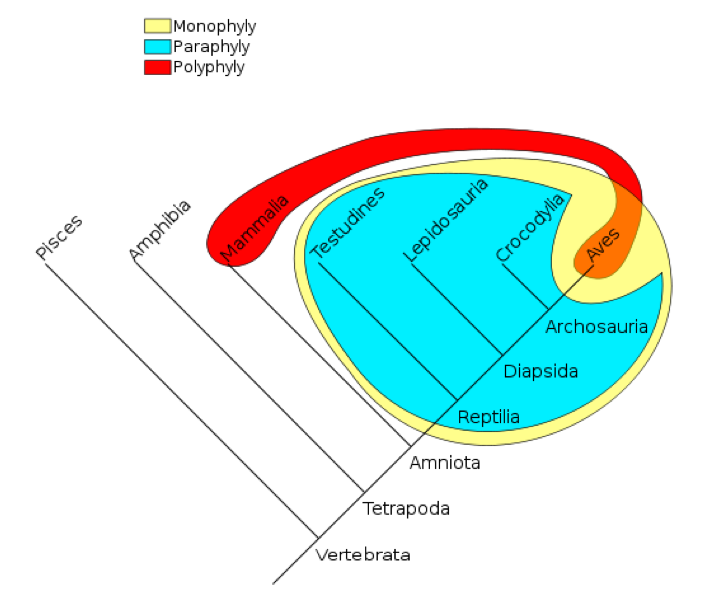 Monophyly
Paraphyly
Polyphyly
Pisces
Amphibia
Mammalia
Testudines
Lepidosauria
Crocodylia
Aves
Archosauria
Diapsida
Reptilia
Amniota
Tetrapoda
Vertebrata